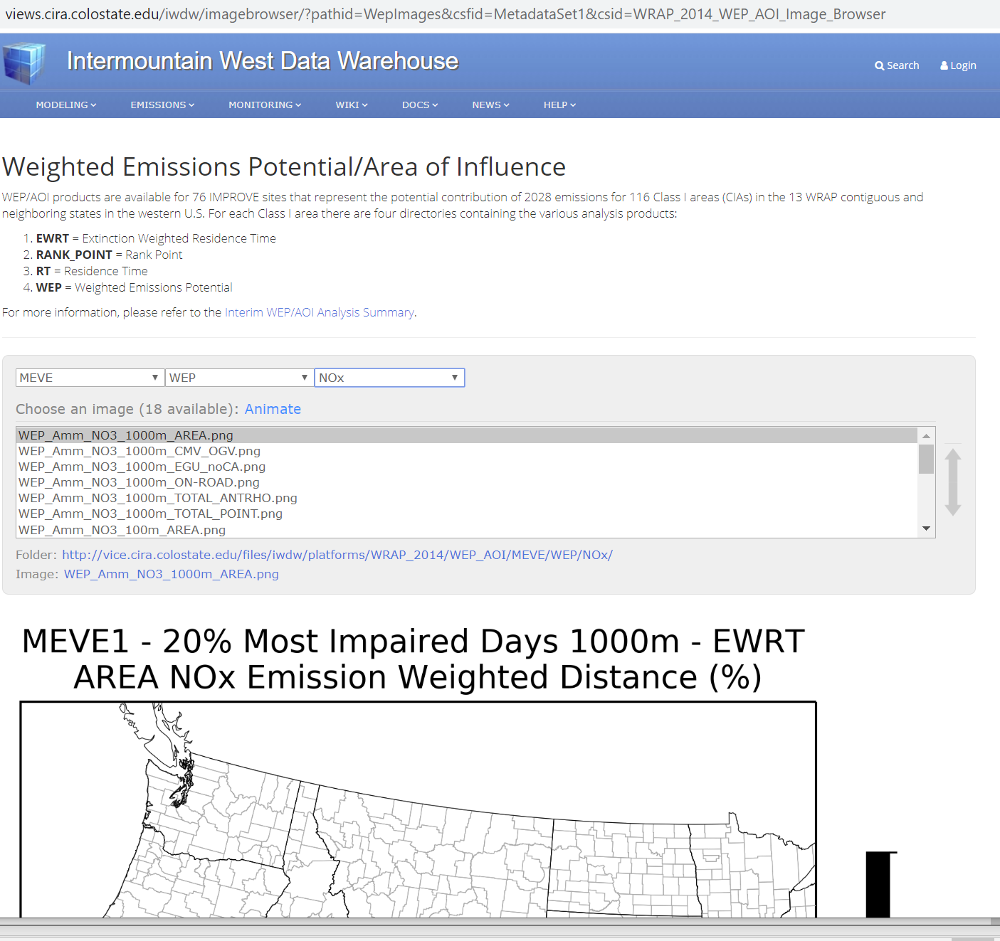 views.cira.colostate.edu/iwdw/imagebrowser/?pathid=WepImages&csfid=MetadataSet1&csid=WRAP_2014_WEP_AOI_Image_Browser
Intermountain West Data Warehouse
Search Login
MODELING EMISSIONS MONITORING WIKI DOCS NEWS HELP
Weighted Emissions Potential/Area of Influence
WEP/AOI products are available for 76 IMPROVE sites that represent the potential contribution of 2028 emissions for 116 Class I areas (CIAs) in the 13 WRAP contiguous and
neighboring states in the western U.S. For each Class I area there are four directories containing the various analysis products:
1. EWRT = Extinction Weighted Residence Time
2. RANK_POINT = Rank Point
3. RT = Residence Time
4. WEP = Weighted Emissions Potential
For more information, please refer to the Interim WEP/AOI Analysis Summary.
MEVE WEP NOx
Choose an image (18 available): Animate
WEP_Amm_NO3_1000m_AREA.png
WEP_Amm_NO3_1000m_CMV_OGV.png
WEP_Amm_NO3_1000m_EGU_noCA.png
WEP_Amm_NO3_1000m_ON-ROAD.png
WEP_Amm_NO3_1000m_TOTAL_ANTRHO.png
WEP_Amm_NO3_1000m_TOTAL_POINT.png
WEP_Amm_NO3_100m_AREA.png
Folder: http://vice.cira.colostate.edu/files/iwdw/platforms/WRAP_2014/WEP_AOI/MEVE/WEP/NOx/
Image: WEP_Amm_NO3_1000m_AREA.png
MEVE1 - 20% Most Impaired Days 1000m - EWRT
AREA NOx Emission Weighted Distance (%)